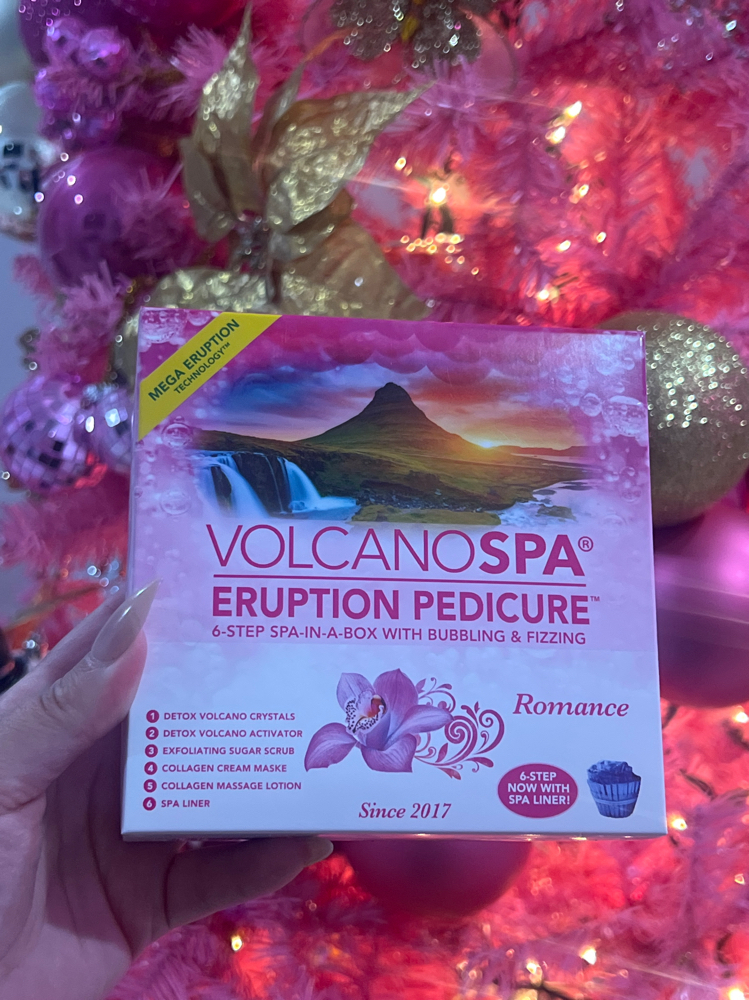 MEGA ERUPTION
TECHNOLOGY™
VOLCANOSPA®
ERUPTION PEDICURE™
6-STEP SPA-IN-A-BOX WITH BUBBLING & FIZZING
Romance
1 DETOX VOLCANO CRYSTALS
2 DETOX VOLCANO ACTIVATOR
3 EXFOLIATING SUGAR SCRUB
4 COLLAGEN CREAM MASKE
5 COLLAGEN MASSAGE LOTION
6 SPA LINER
6-STEP
NOW WITH
SPA LINER!
Since 2017